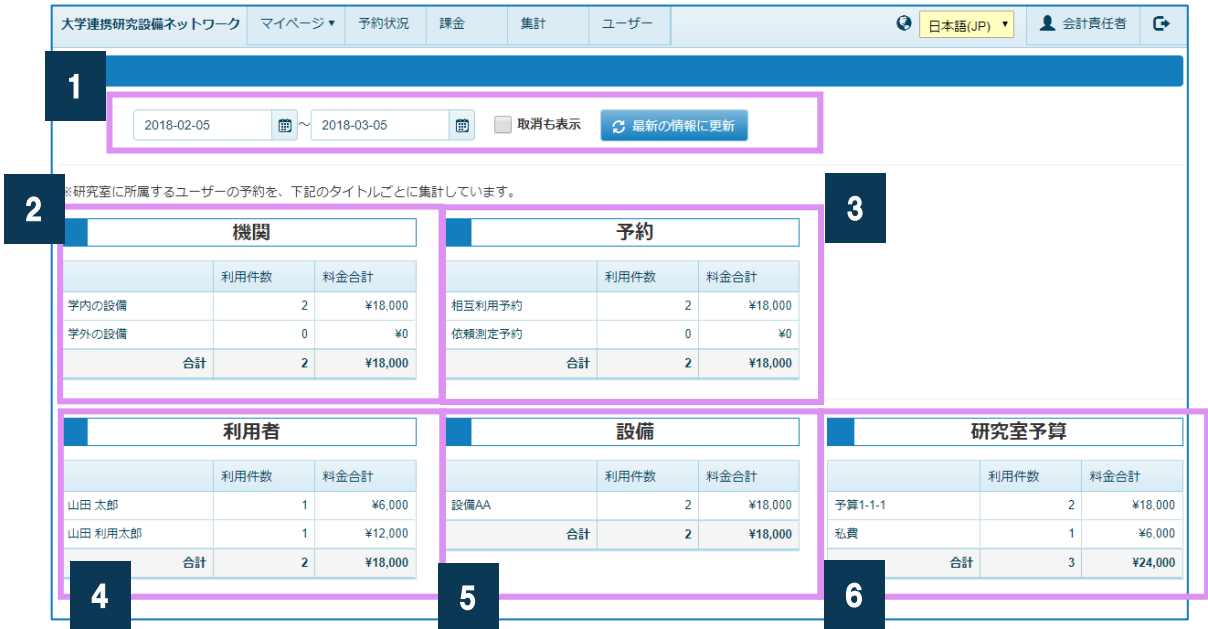 大学連携研究設備ネットワーク マイページ▼ 予約状況 課金 集計 ユーザー 日本語(JP) ▼ 会計責任者
1
2018-02-05 ~ 2018-03-05 取消も表示 最新の情報に更新
※研究室に所属するユーザーの予約を、下記のタイトルごとに集計しています。
2
機関
利用件数 料金合計
学内の設備 2 ¥18,000
学外の設備 0 ¥0
合計 2 ¥18,000
3
予約
利用件数 料金合計
相互利用予約 2 ¥18,000
依頼測定予約 0 ¥0
合計 2 ¥18,000
利用者
利用件数 料金合計
山田 太郎 1 ¥6,000
山田 利用太郎 1 ¥12,000
合計 2 ¥18,000
4
設備
利用件数 料金合計
設備AA 2 ¥18,000
合計 2 ¥18,000
5
研究室予算
利用件数 料金合計
予算1-1-1 2 ¥18,000
私費 1 ¥6,000
合計 3 ¥24,000
6